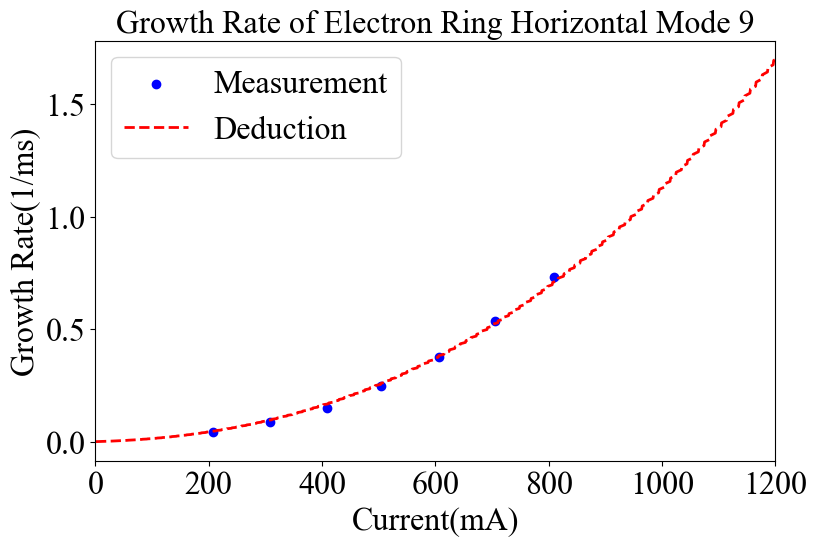 Growth Rate of Electron Ring Horizontal Mode 9
Measurement
Deduction
Growth Rate(1/ms)
1.5
1.0
0.5
0.0
0 200 400 600 800 1000 1200
Current(mA)